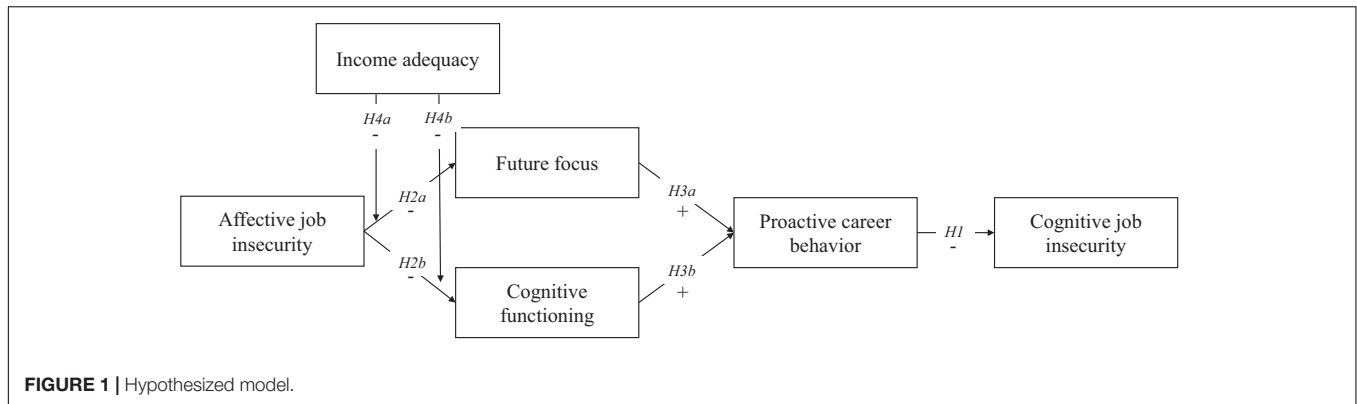 Income adequacy
H4a
-
H4b
-
Future focus
H2a
-
H3a
+
Affective job
insecurity
Proactive career
behavior
H1
-
Cognitive job
insecurity
H2b
-
H3b
+
Cognitive
functioning
FIGURE 1 | Hypothesized model.